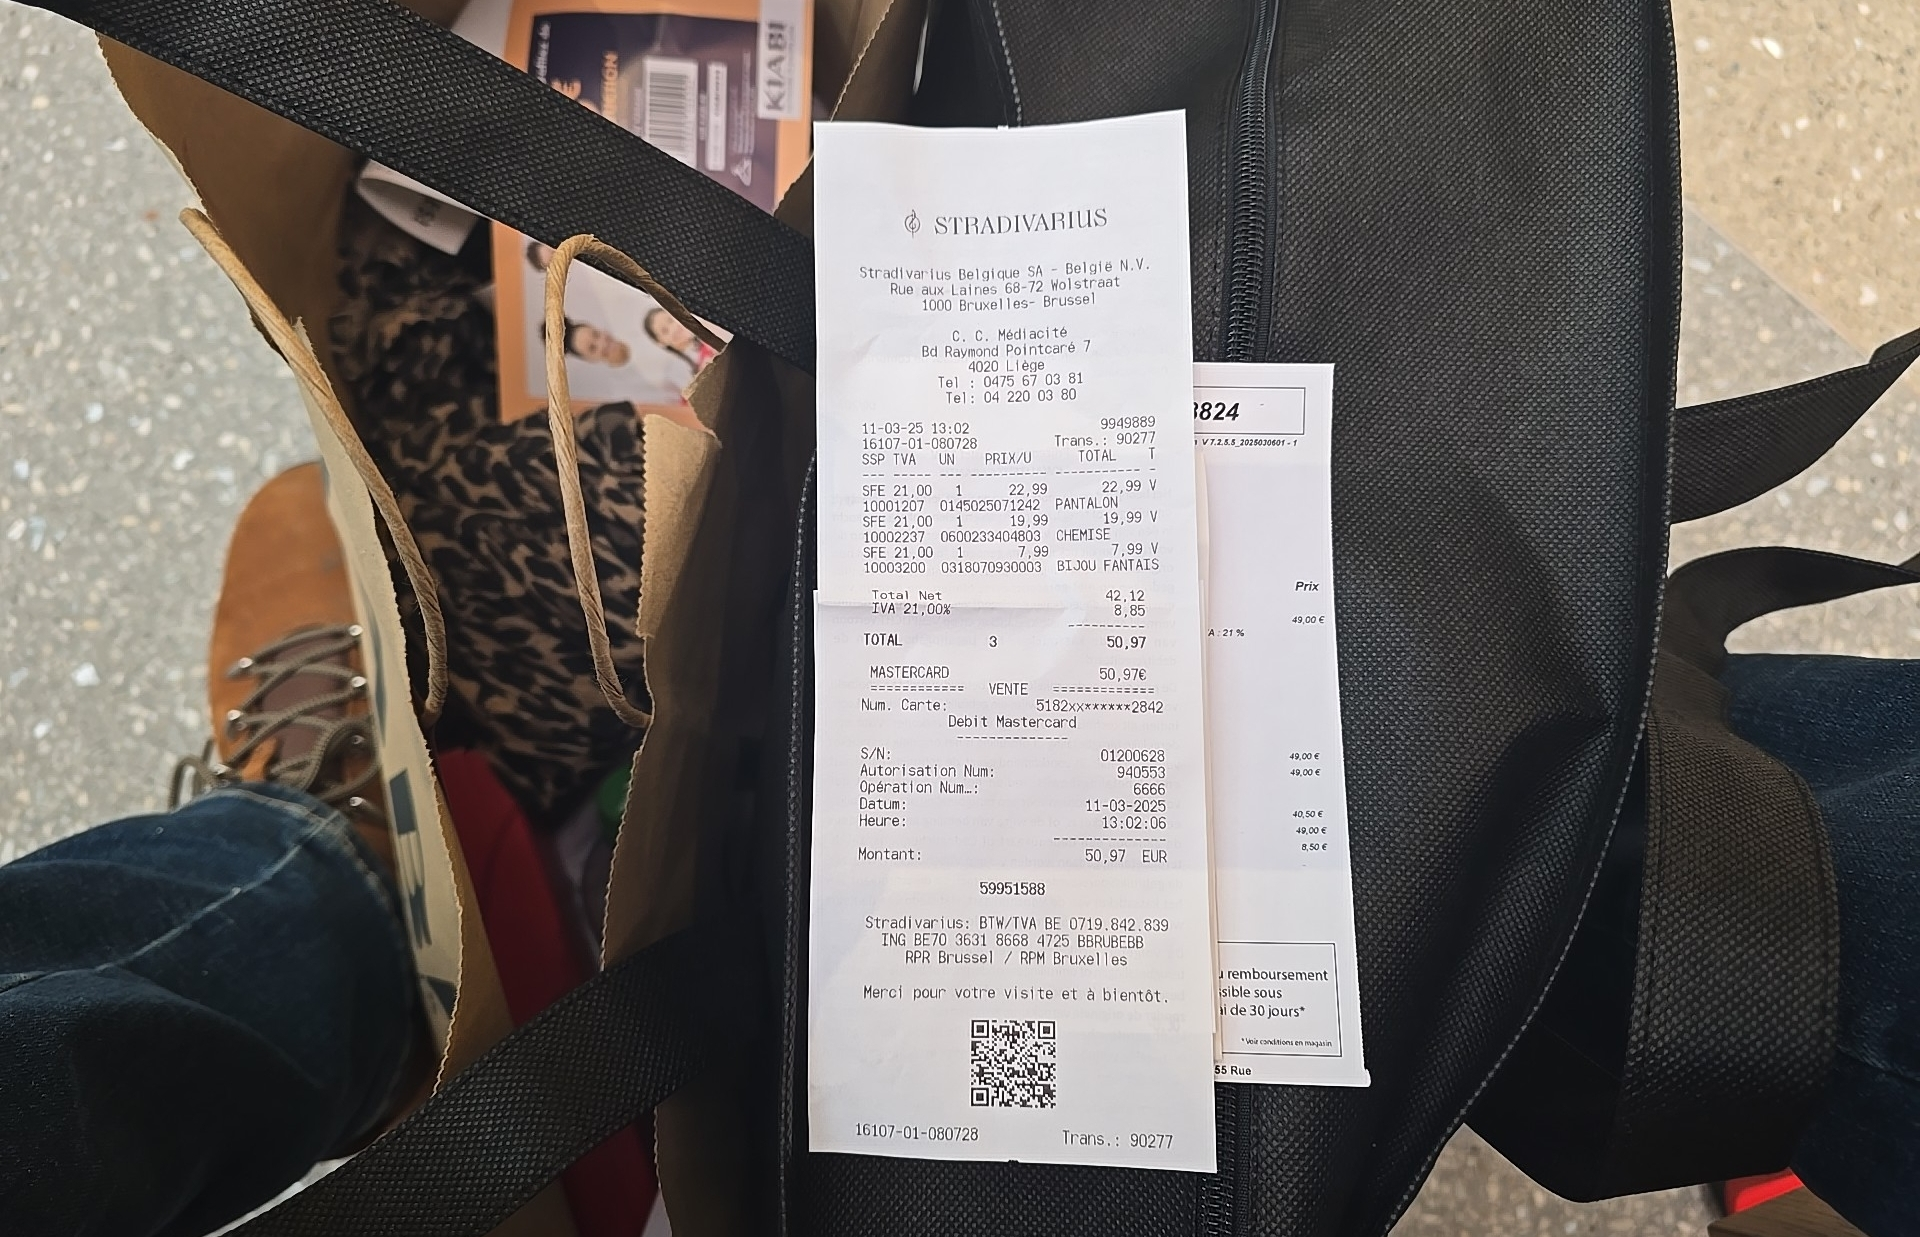 KIABI
STRADIVARIUS
Stradivarius Belgique SA - België N.V.
Rue aux Laines 68-72 Wolstraat
1000 Bruxelles- Brussel
C. C. Médiacité
Bd Raymond Pointcaré 7
4020 Liège
Tel : 0475 67 03 81
Tel: 04 220 03 80
11-03-25 13:02 9949889
16107-01-080728 Trans.: 90277
SSP TVA UN PRIX/U TOTAL T
SFE 21,00 1 22,99 22,99 V
10001207 0145025071242 PANTALON
SFE 21,00 1 19,99 19,99 V
10002237 0600233404803 CHEMISE
SFE 21,00 1 7,99 7,99 V
10003200 0318070930003 BIJOU FANTAIS
Total Net 42,12
IVA 21,00% 8,85
TOTAL 3 50,97
MASTERCARD 50,97€
============ VENTE =============
Num. Carte: 5182xx******2842
Debit Mastercard
S/N: 01200628
Autorisation Num: 940553
Opération Num…: 6666
Datum: 11-03-2025
Heure: 13:02:06
Montant: 50,97 EUR
59951588
Stradivarius: BTW/TVA BE 0719.842.839
ING BE70 3631 8668 4725 BBRUBEBB
RPR Brussel / RPM Bruxelles
Merci pour votre visite et à bientôt.
16107-01-080728 Trans.: 90277
3824
V 7.2.5.5_2025030601 - 1
Prix
49,00 €
A : 21 %
49,00 €
49,00 €
40,50 €
49,00 €
8,50 €
u remboursement
sible sous
ai de 30 jours*
* Voir conditions en magasin
55 Rue